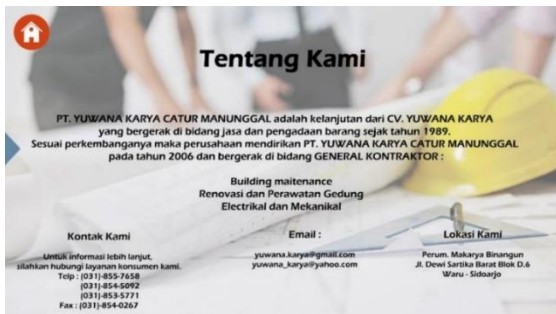 Tentang Kami
PT. YUWANA KARYA CATUR MANUNGGAL adalah kelanjutan dari CV. YUWANA KARYA
yang bergerak di bidang jasa dan pengadaan barang sejak tahun 1989.
Sesuai perkembanganya maka perusahaan mendirikan PT. YUWANA KARYA CATUR MANUNGGAL
pada tahun 2006 dan bergerak di bidang GENERAL KONTRAKTOR :
Building maitenance
Renovasi dan Perawatan Gedung
Electrikal dan Mekanikal
Kontak Kami
Untuk informasi lebih lanjut,
silahkan hubungi layanan konsumen kami.
Telp : (031)-855-7658
(031)-854-5092
(031)-853-5771
Fax : (031)-854-0267
Email :
yuwana.karya@gmail.com
yuwana_karya@yahoo.com
Lokasi Kami
Perum. Makarya Binangun
Jl. Dewi Sartika Barat Blok D.6
Waru - Sidoarjo